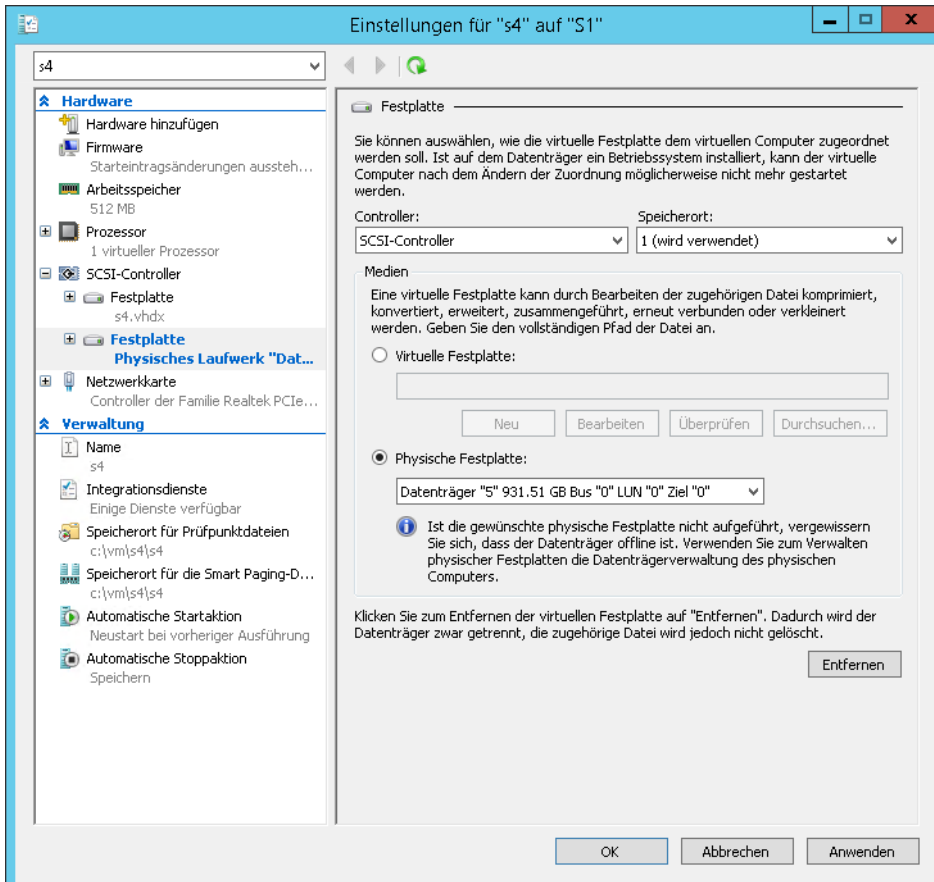 Einstellungen für "s4" auf "S1"
s4
Hardware
Hardware hinzufügen
Firmware
Starteintragsänderungen aussteh...
Arbeitsspeicher
512 MB
Prozessor
1 virtueller Prozessor
SCSI-Controller
Festplatte
s4.vhdx
Festplatte
Physisches Laufwerk "Dat...
Netzwerkkarte
Controller der Familie Realtek PCIe...
Verwaltung
Name
s4
Integrationsdienste
Einige Dienste verfügbar
Speicherort für Prüfpunktdateien
c:\vm\s4\s4
Speicherort für die Smart Paging-D...
c:\vm\s4\s4
Automatische Startaktion
Neustart bei vorheriger Ausführung
Automatische Stoppaktion
Speichern
Festplatte
Sie können auswählen, wie die virtuelle Festplatte dem virtuellen Computer zugeordnet
werden soll. Ist auf dem Datenträger ein Betriebssystem installiert, kann der virtuelle
Computer nach dem Ändern der Zuordnung möglicherweise nicht mehr gestartet
werden.
Controller: Speicherort:
SCSI-Controller 1 (wird verwendet)
Medien
Eine virtuelle Festplatte kann durch Bearbeiten der zugehörigen Datei komprimiert,
konvertiert, erweitert, zusammengeführt, erneut verbunden oder verkleinert
werden. Geben Sie den vollständigen Pfad der Datei an.
Virtuelle Festplatte:
Neu Bearbeiten Überprüfen Durchsuchen...
Physische Festplatte:
Datenträger "5" 931.51 GB Bus "0" LUN "0" Ziel "0"
Ist die gewünschte physische Festplatte nicht aufgeführt, vergewissern
Sie sich, dass der Datenträger offline ist. Verwenden Sie zum Verwalten
physischer Festplatten die Datenträgerverwaltung des physischen
Computers.
Klicken Sie zum Entfernen der virtuellen Festplatte auf "Entfernen". Dadurch wird der
Datenträger zwar getrennt, die zugehörige Datei wird jedoch nicht gelöscht.
Entfernen
OK Abbrechen Anwenden